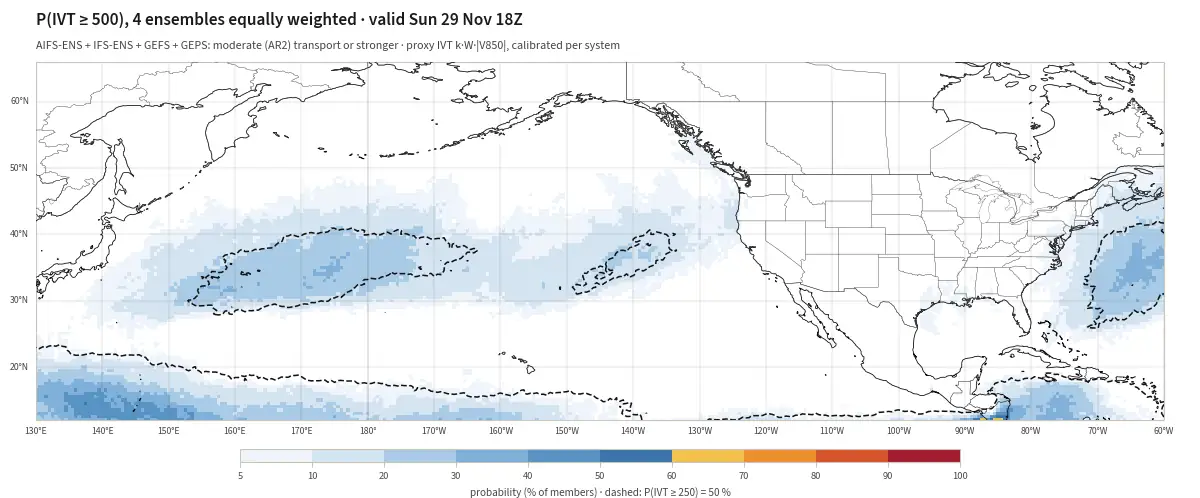 P(IVT ≥ 500), 4 ensembles equally weighted · valid Sun 29 Nov 18Z
AIFS-ENS + IFS-ENS + GEFS + GEPS: moderate (AR2) transport or stronger · proxy IVT k·W·|V850|, calibrated per system
60°N
50°N
40°N
30°N
20°N
130°E 140°E 150°E 160°E 170°E 180° 170°W 160°W 150°W 140°W 130°W 120°W 110°W 100°W 90°W 80°W 70°W 60°W
5 10 20 30 40 50 60 70 80 90 100
probability (% of members) · dashed: P(IVT ≥ 250) = 50 %